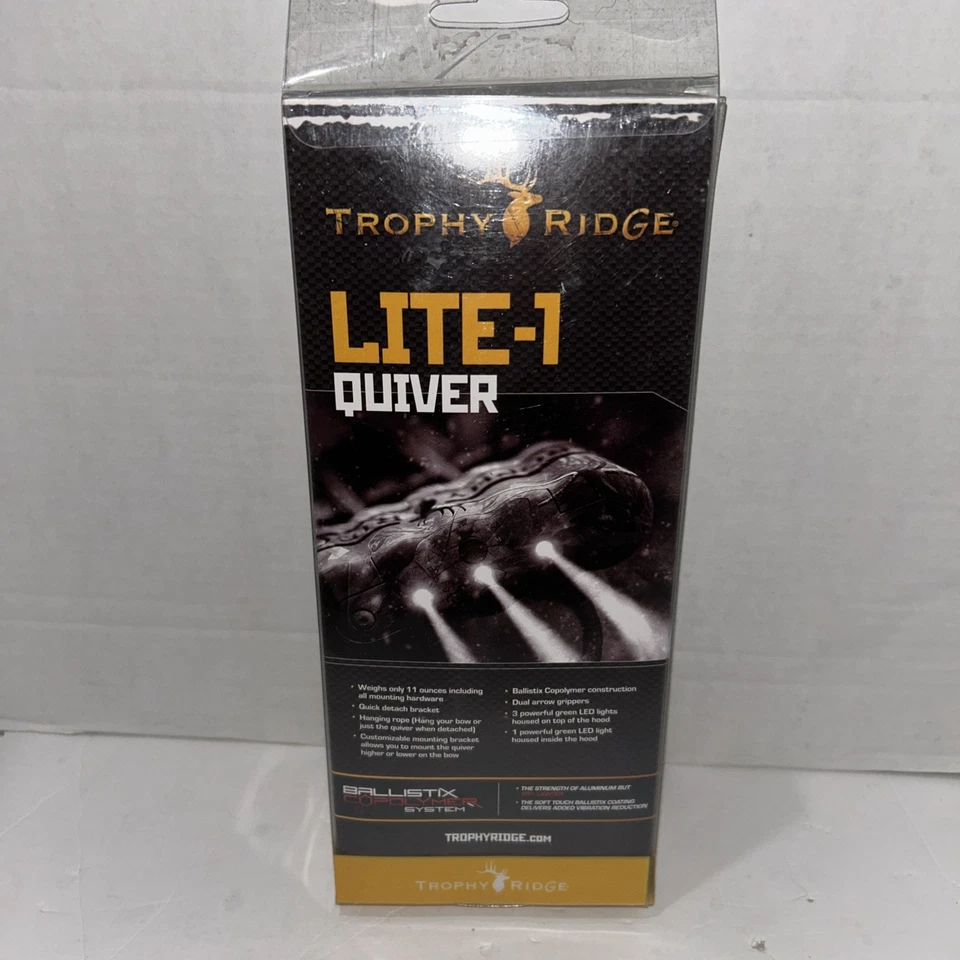 TROPHY RIDGE®
LITE-1
QUIVER
• Weighs only 11 ounces including
all mounting hardware
• Quick detach bracket
• Hanging rope (Hang your bow or
just the quiver when detached)
• Customizable mounting bracket
allows you to mount the quiver
higher or lower on the bow
• Ballistix Copolymer construction
• Dual arrow grippers
• 3 powerful green LED lights
housed on top of the hood
• 1 powerful green LED light
housed inside the hood
BALLISTIX
COPOLYMER
SYSTEM™
• THE STRENGTH OF ALUMINUM BUT
• THE SOFT TOUCH BALLISTIX COATING
DELIVERS ADDED VIBRATION REDUCTION
TROPHYRIDGE.COM
TROPHY RIDGE